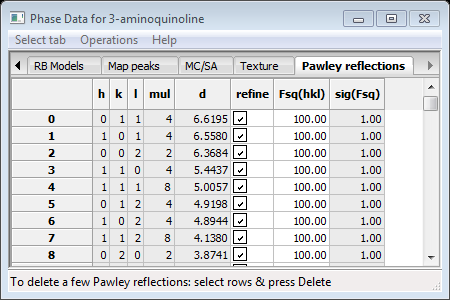 Phase Data for 3-aminoquinoline
Select tab Operations Help
RB Models Map peaks MC/SA Texture Pawley reflections
h k l mul d refine Fsq(hkl) sig(Fsq)
0 0 1 1 4 6.6195 100.00 1.00
1 1 0 1 4 6.5580 100.00 1.00
2 0 0 2 2 6.3684 100.00 1.00
3 1 1 0 4 5.4437 100.00 1.00
4 1 1 1 8 5.0057 100.00 1.00
5 0 1 2 4 4.9198 100.00 1.00
6 1 0 2 4 4.8944 100.00 1.00
7 1 1 2 8 4.1380 100.00 1.00
8 0 2 0 2 3.8741 100.00 1.00
To delete a few Pawley reflections: select rows & press Delete